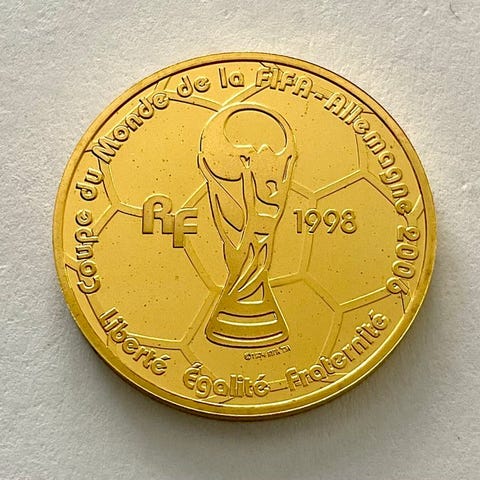 Coupe du Monde de la FIFA--Allemagne 2006
RF
1998
Liberté Égalité Fraternité